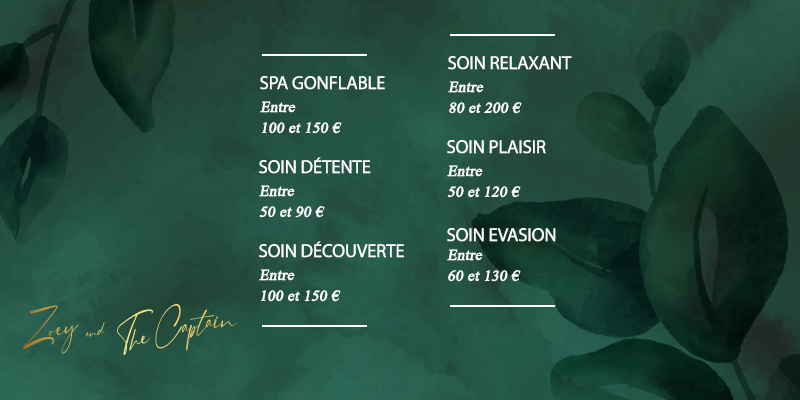 SPA GONFLABLE
Entre
100 et 150 €
SOIN DÉTENTE
Entre
50 et 90 €
SOIN DÉCOUVERTE
Entre
100 et 150 €
SOIN RELAXANT
Entre
80 et 200 €
SOIN PLAISIR
Entre
50 et 120 €
SOIN EVASION
Entre
60 et 130 €
Zoey and The Captain